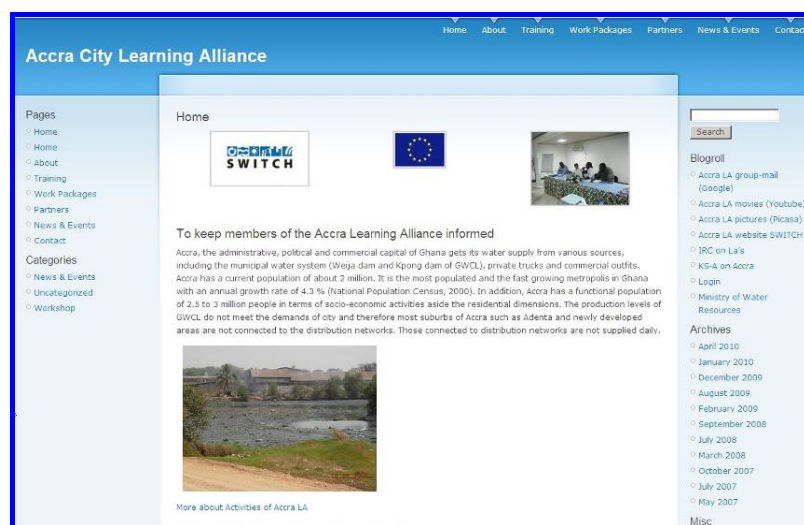 Home About Training Work Packages Partners News & Events Contac
Accra City Learning Alliance
Pages
Home
Home
About
Training
Work Packages
Partners
News & Events
Contact
Categories
News & Events
Uncategorized
Workshop
Home
SWITCH
To keep members of the Accra Learning Alliance informed
Accra, the administrative, political and commercial capital of Ghana gets its water supply from various sources,
including the municipal water system (Weija dam and Kpong dam of GWCL), private trucks and commercial outfits.
Accra has a current population of about 2 million. It is the most populated and the fast growing metropolis in Ghana
with an annual growth rate of 4.3 % (National Population Census, 2000). In addition, Accra has a functional population
of 2.5 to 3 million people in terms of socio-economic activities aside the residential dimensions. The production levels of
GWCL do not meet the demands of city and therefore most suburbs of Accra such as Adenta and newly developed
areas are not connected to the distribution networks. Those connected to distribution networks are not supplied daily.
More about Activities of Accra LA
Search
Blogroll
Accra LA group-mail
(Google)
Accra LA movies (Youtube)
Accra LA pictures (Picasa)
Accra LA website SWITCH
IRC on La's
K5-A on Accra
Login
Ministry of Water
Resources
Archives
April 2010
January 2010
December 2009
August 2009
February 2009
September 2008
July 2008
March 2008
October 2007
July 2007
May 2007
Misc